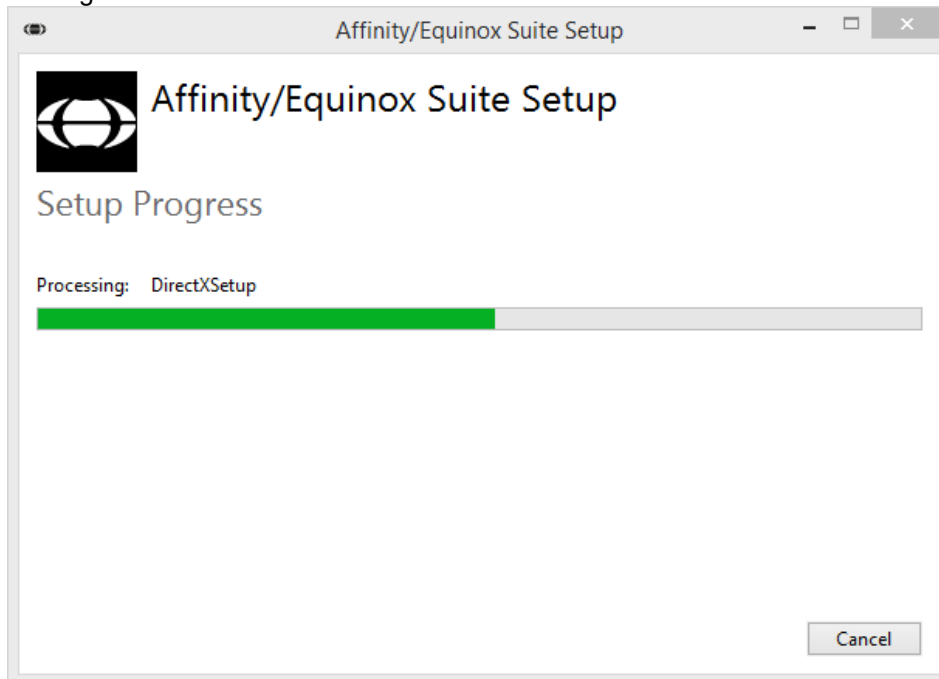 Affinity/Equinox Suite Setup
Affinity/Equinox Suite Setup
Setup Progress
Processing: DirectXSetup
Cancel